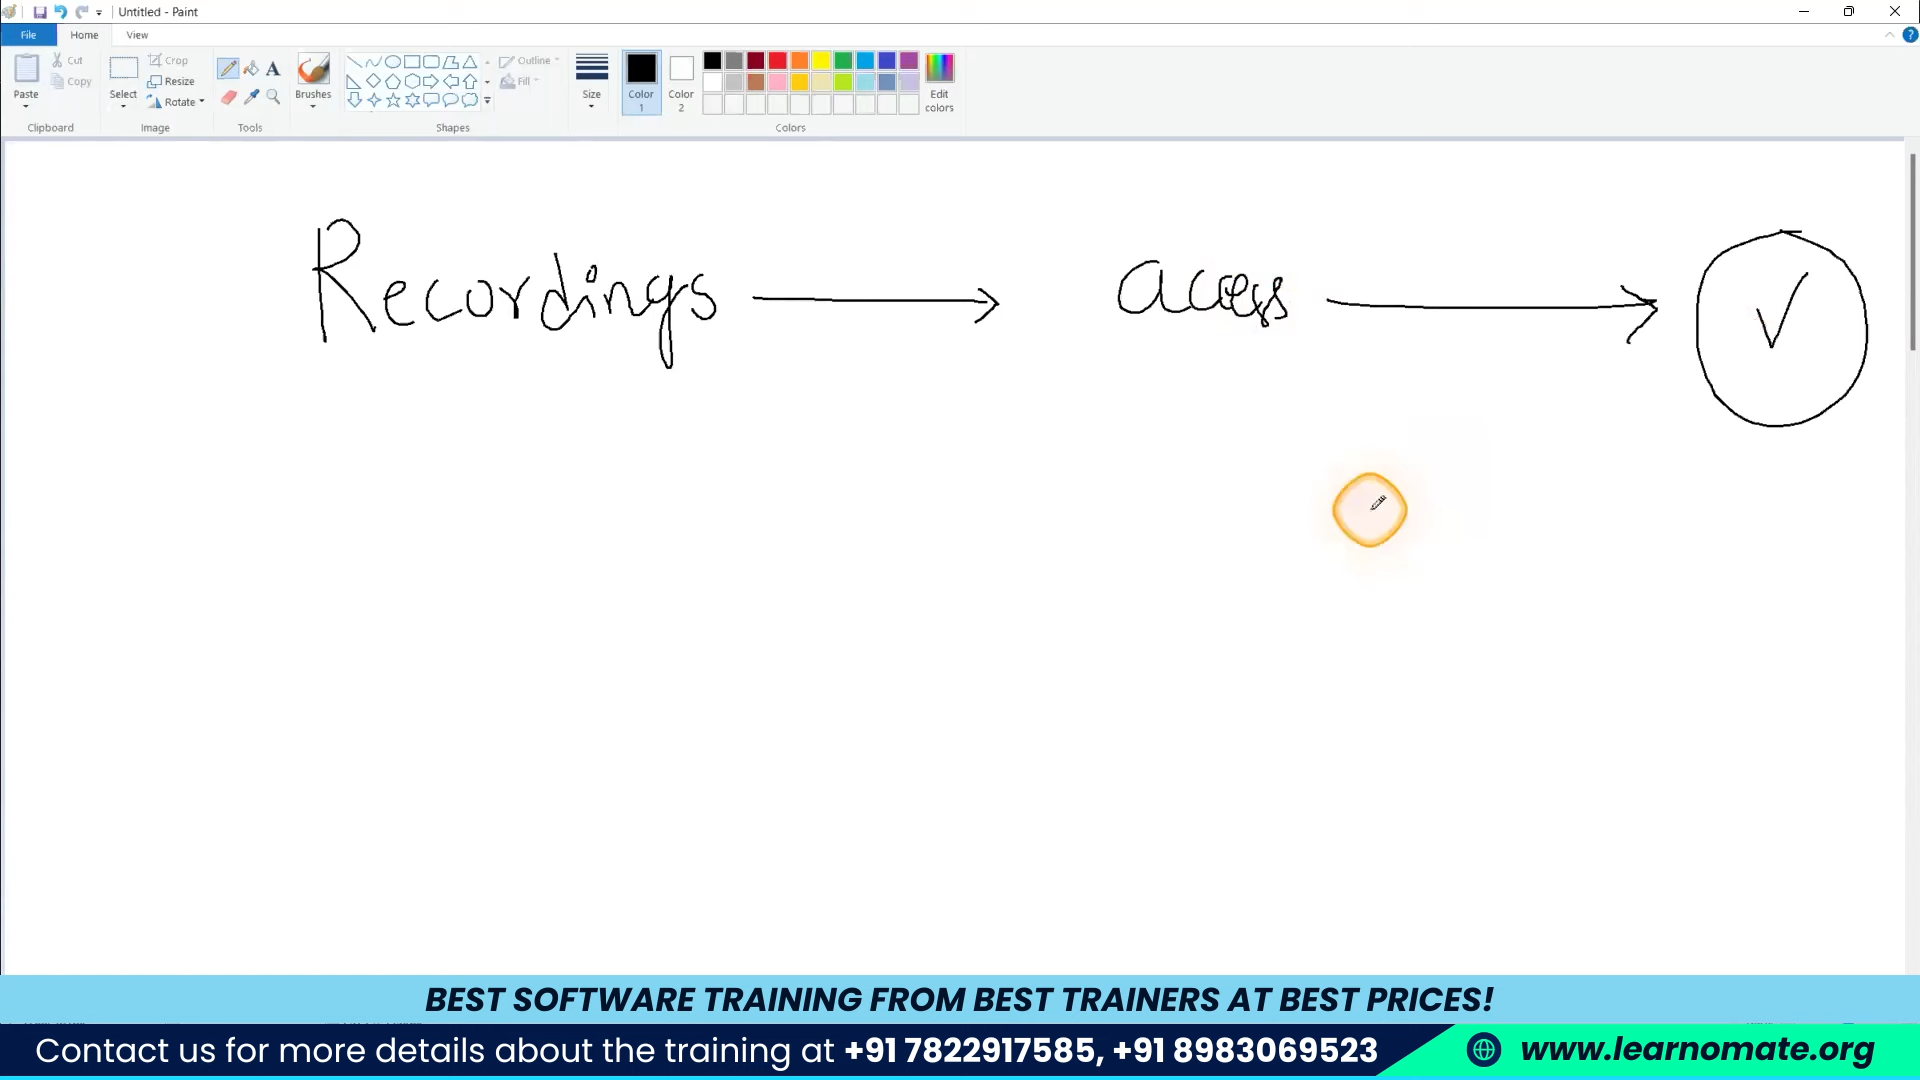 Untitled - Paint
File Home View
Paste Cut Copy Clipboard
Select Crop Resize Rotate Image
Tools
Brushes
Outline Fill Shapes
Size
Color 1 Color 2 Edit colors Colors
Recordings → access → ✓
BEST SOFTWARE TRAINING FROM BEST TRAINERS AT BEST PRICES!
Contact us for more details about the training at +91 7822917585, +91 8983069523 www.learnomate.org